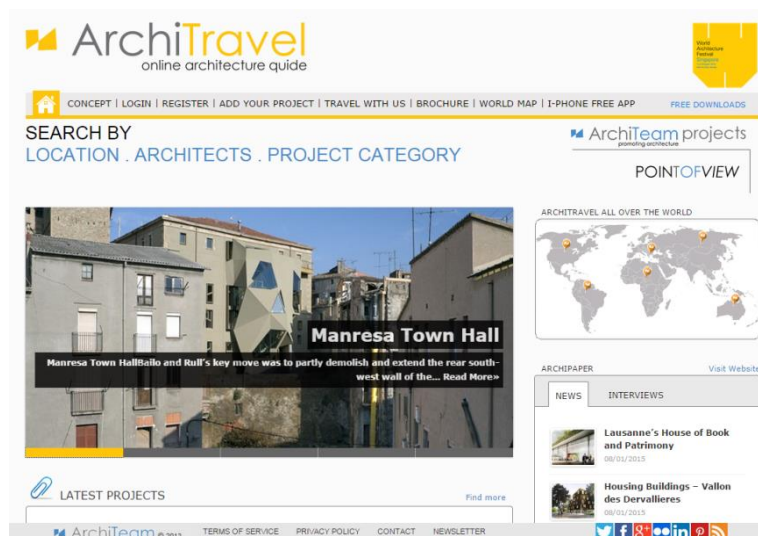 ArchiTravel
online architecture guide
World
Architecture
Festival
Singapore
CONCEPT | LOGIN | REGISTER | ADD YOUR PROJECT | TRAVEL WITH US | BROCHURE | WORLD MAP | I-PHONE FREE APP
FREE DOWNLOADS
SEARCH BY
LOCATION . ARCHITECTS . PROJECT CATEGORY
ArchiTeam projects
promoting architecture
POINTOFVIEW
ARCHITRAVEL ALL OVER THE WORLD
Manresa Town Hall
Manresa Town HallBailo and Rull's key move was to partly demolish and extend the rear south-
west wall of the... Read More»
ARCHIPAPER
Visit Website
NEWS
INTERVIEWS
Lausanne's House of Book
and Patrimony
08/01/2015
Housing Buildings – Vallon
des Dervallieres
08/01/2015
LATEST PROJECTS
Find more
ArchiTeam © 2012
TERMS OF SERVICE
PRIVACY POLICY
CONTACT
NEWSLETTER